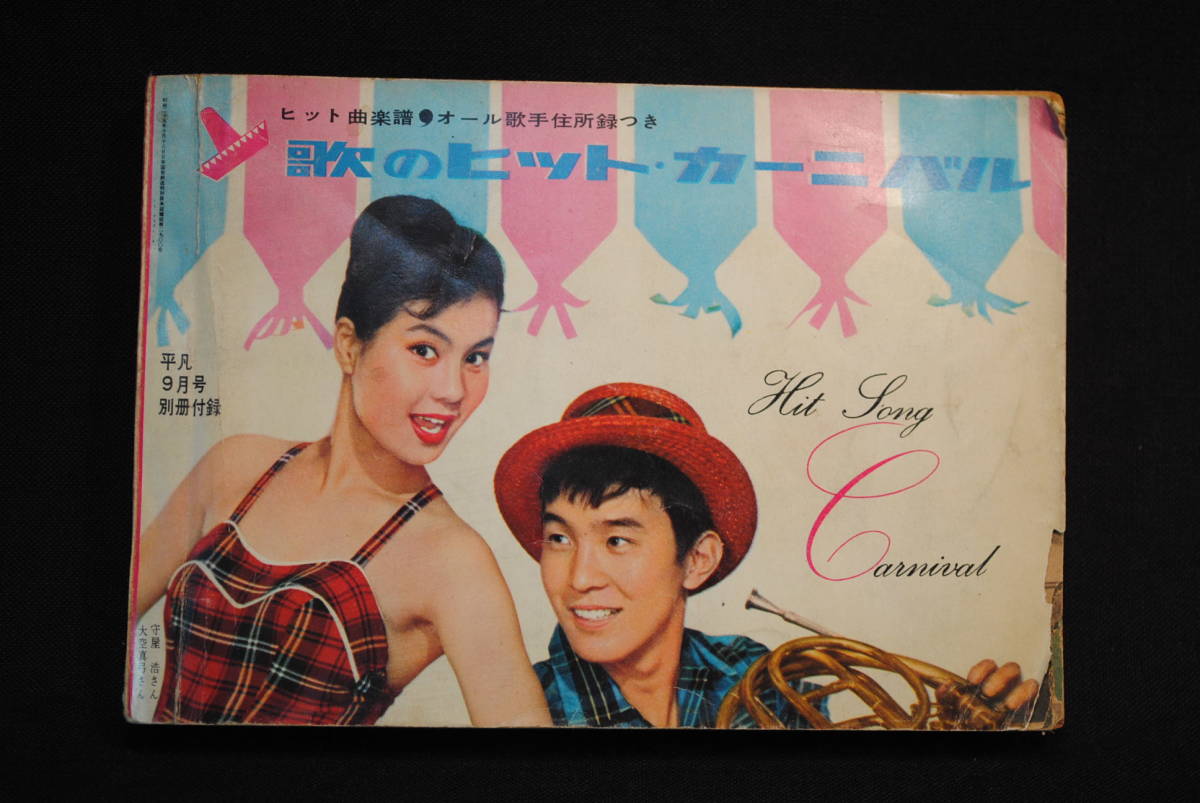 ヒット曲楽譜❜オール歌手住所録つき
歌のヒット・カーニバル
平凡
9月号
別冊付録
Hit Song
Carnival
守屋 浩さん
大空真弓さん